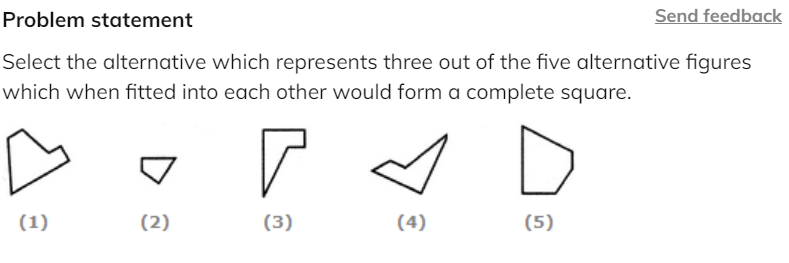 Problem statement
Send feedback
Select the alternative which represents three out of the five alternative figures
which when fitted into each other would form a complete square.
(1) (2) (3) (4) (5)